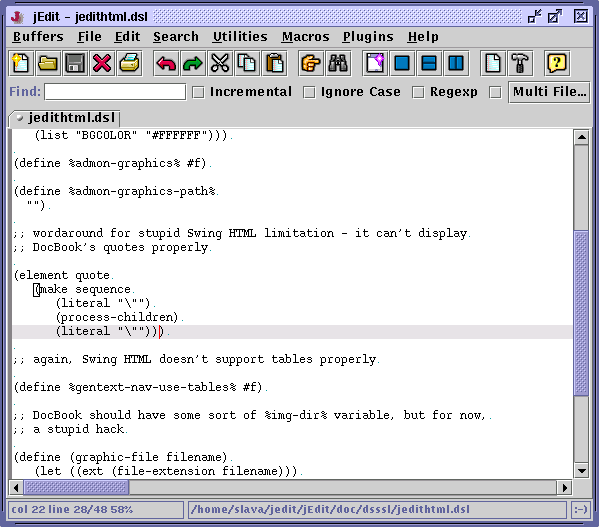 jEdit - jedithtml.dsl
Buffers File Edit Search Utilities Macros Plugins Help
Find: Incremental Ignore Case Regexp Multi File...
jedithtml.dsl
(list "BGCOLOR" "#FFFFFF"))).
.
(define %admon-graphics% #f).
.
(define %admon-graphics-path%.
"").
.
;; wordaround for stupid Swing HTML limitation - it can't display.
;; DocBook's quotes properly.
.
(element quote.
(make sequence.
(literal "\"").
(process-children).
(literal "\""))).
.
;; again, Swing HTML doesn't support tables properly.
.
(define %gentext-nav-use-tables% #f).
.
;; DocBook should have some sort of %img-dir% variable, but for now,.
;; a stupid hack.
.
(define (graphic-file filename).
(let ((ext (file-extension filename))).
col 22 line 28/48 58% /home/slava/jedit/jEdit/doc/dsssl/jedithtml.dsl :-)